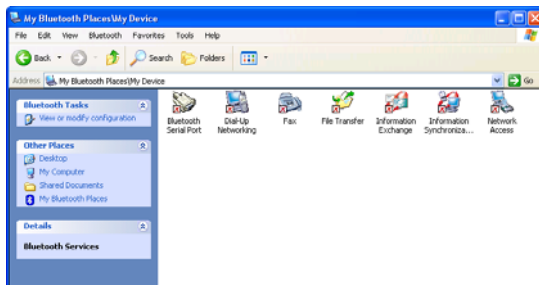 My Bluetooth Places\My Device
File Edit View Bluetooth Favorites Tools Help
Back Search Folders
Address My Bluetooth Places\My Device Go
Bluetooth Tasks
View or modify configuration
Other Places
Desktop
My Computer
Shared Documents
My Bluetooth Places
Details
Bluetooth Services
Bluetooth Dial-Up Fax File Transfer Information Information Network
Serial Port Networking Exchange Synchroniza... Access